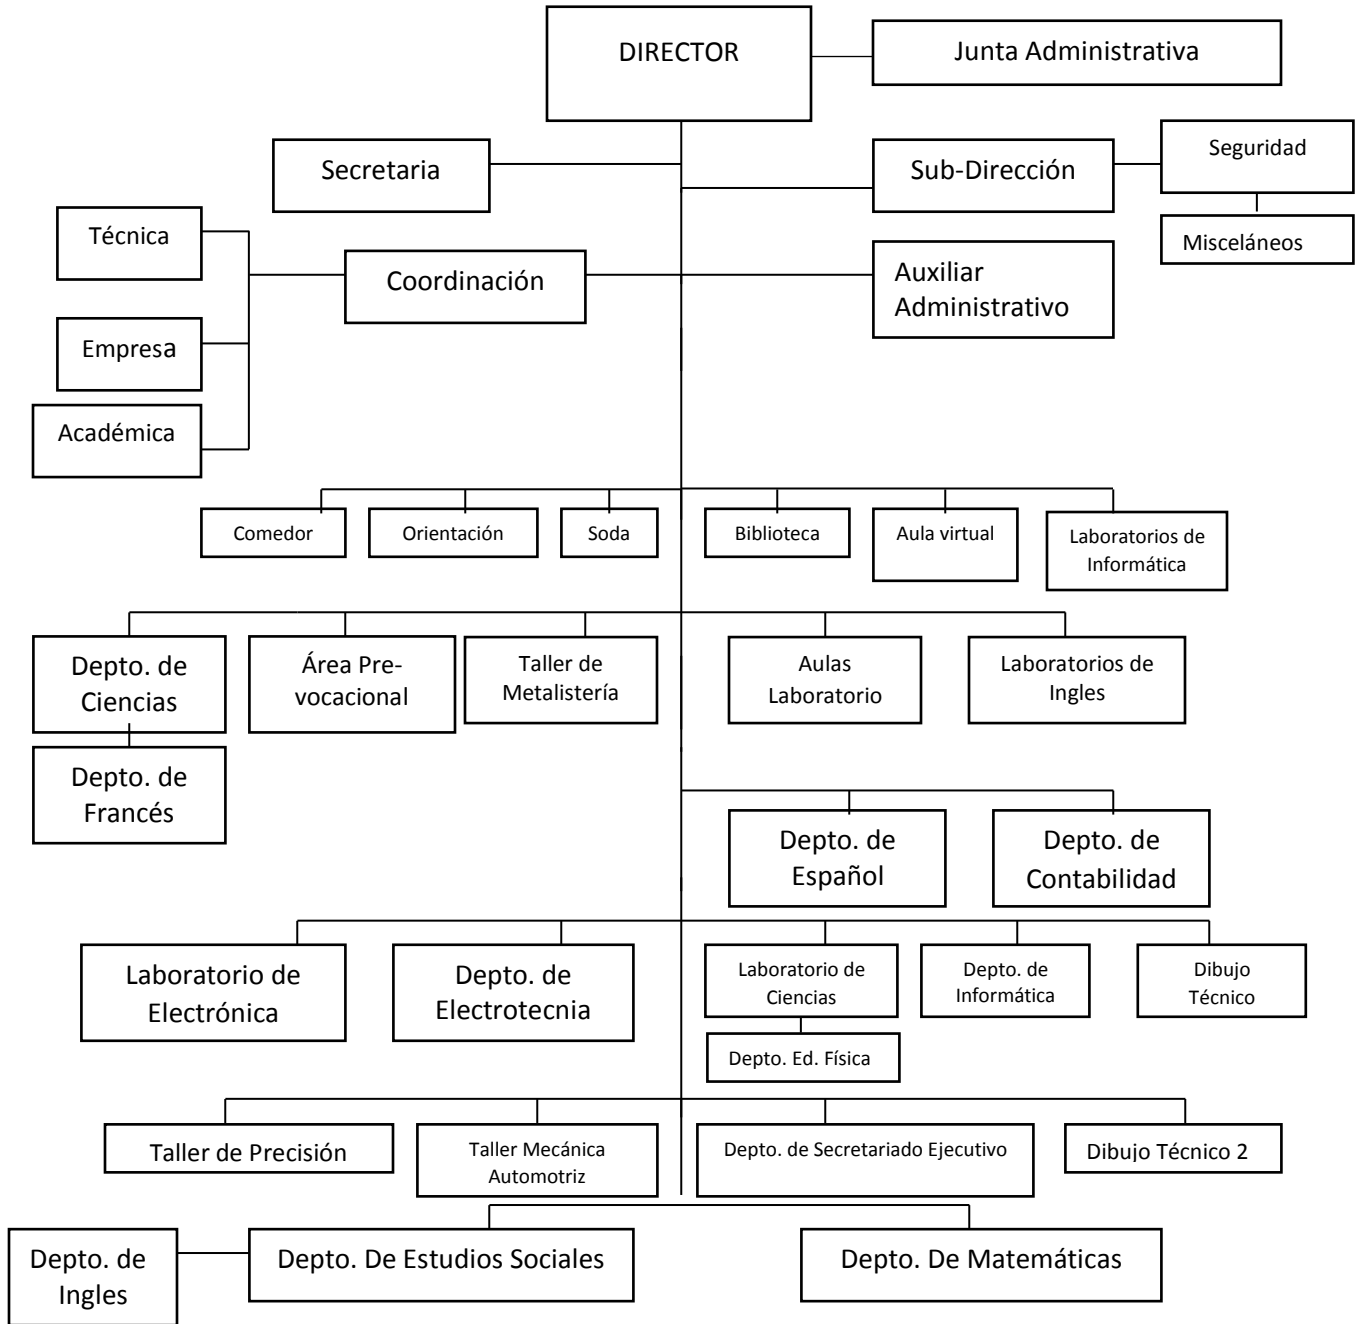 DIRECTOR
Junta Administrativa
Secretaria
Sub-Dirección
Seguridad
Misceláneos
Técnica
Coordinación
Auxiliar
Administrativo
Empresa
Académica
Comedor
Orientación
Soda
Biblioteca
Aula virtual
Laboratorios de
Informática
Depto. de
Ciencias
Área Pre-
vocacional
Taller de
Metalistería
Aulas
Laboratorio
Laboratorios de
Ingles
Depto. de
Francés
Depto. de
Español
Depto. de
Contabilidad
Laboratorio de
Electrónica
Depto. de
Electrotecnia
Laboratorio de
Ciencias
Depto. de
Informática
Dibujo
Técnico
Depto. Ed. Física
Taller de Precisión
Taller Mecánica
Automotriz
Depto. de Secretariado Ejecutivo
Dibujo Técnico 2
Depto. de
Ingles
Depto. De Estudios Sociales
Depto. De Matemáticas